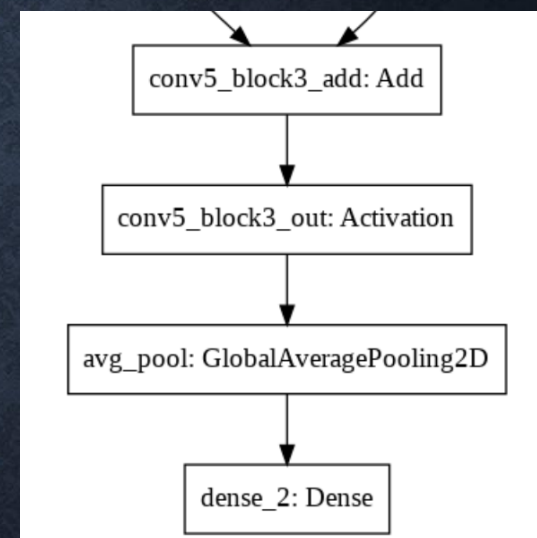 conv5_block3_add: Add
conv5_block3_out: Activation
avg_pool: GlobalAveragePooling2D
dense_2: Dense